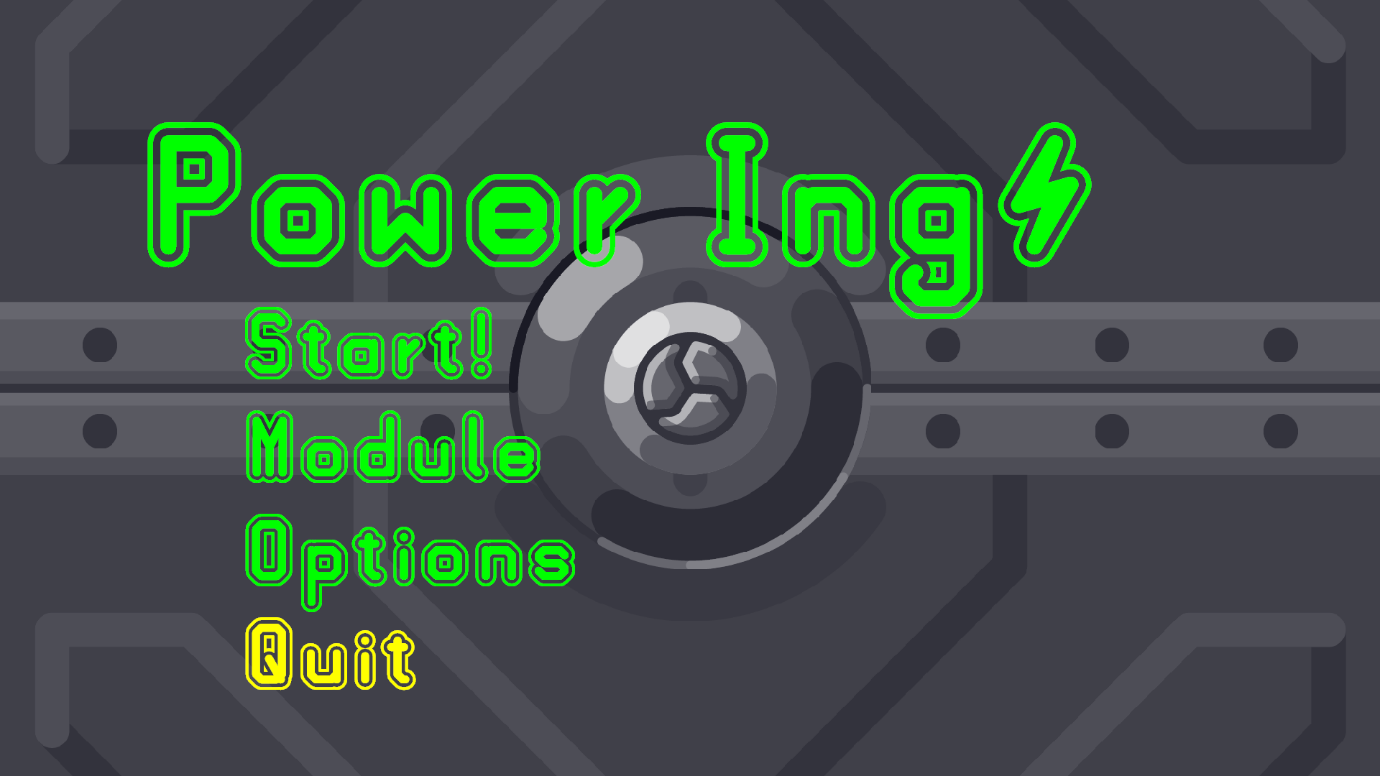 Power Ing⚡
Start!
Module
Options
Quit